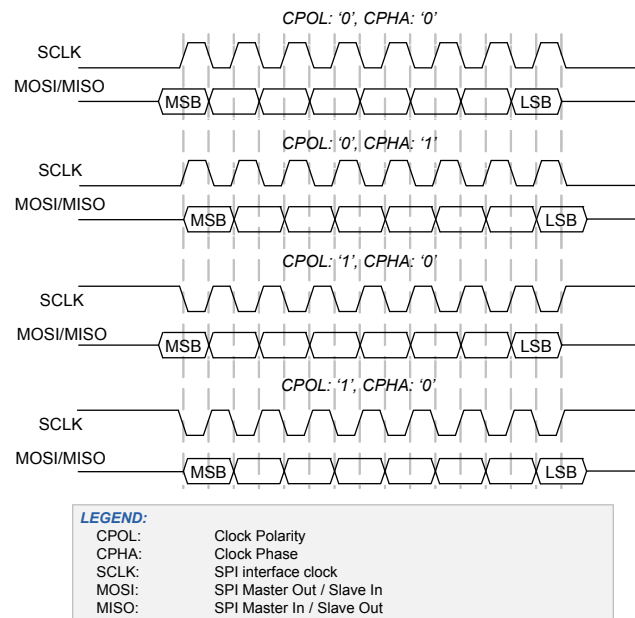 CPOL: ‘0’, CPHA: ‘0’
SCLK
MOSI/MISO
MSB LSB
CPOL: ‘0’, CPHA: ‘1’
SCLK
MOSI/MISO
MSB LSB
CPOL: ‘1’, CPHA: ‘0’
SCLK
MOSI/MISO
MSB LSB
CPOL: ‘1’, CPHA: ‘0’
SCLK
MOSI/MISO
MSB LSB
LEGEND:
CPOL: Clock Polarity
CPHA: Clock Phase
SCLK: SPI interface clock
MOSI: SPI Master Out / Slave In
MISO: SPI Master In / Slave Out